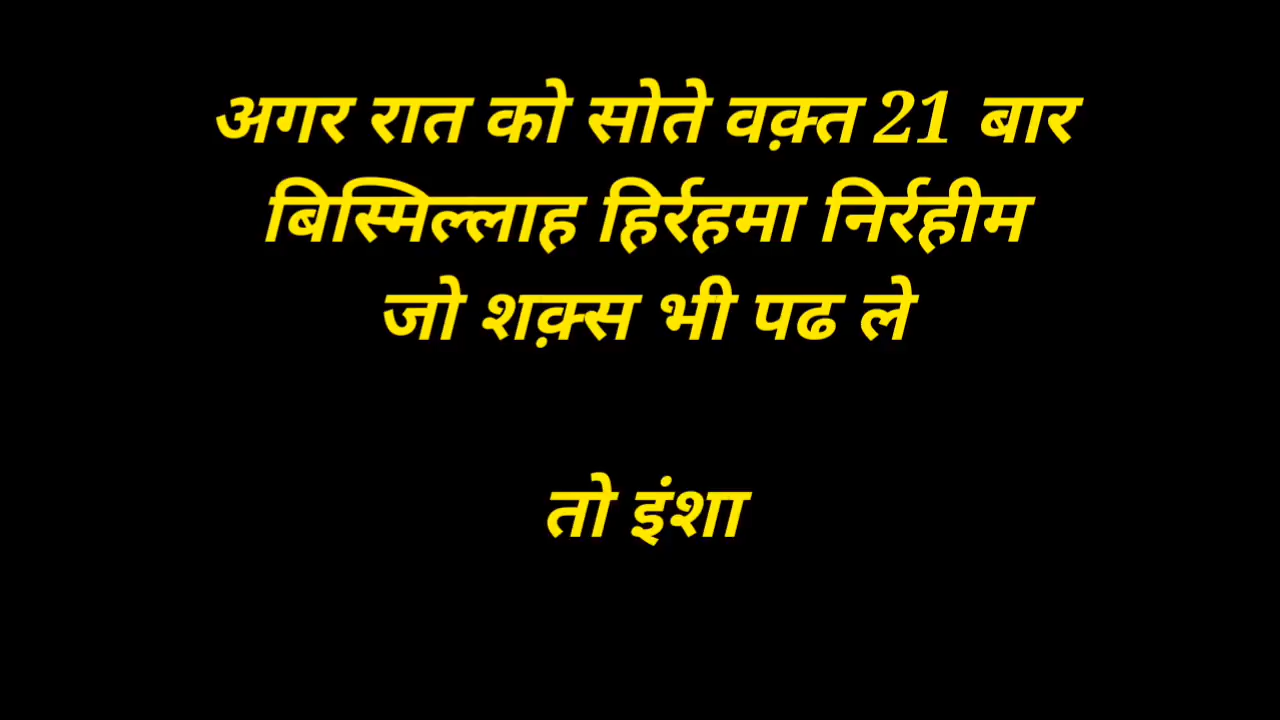 अगर रात को सोते वक़्त 21 बार
बिस्मिल्लाह हिर्रहमा निर्रहीम
जो शक़्स भी पढ ले
तो इंशा